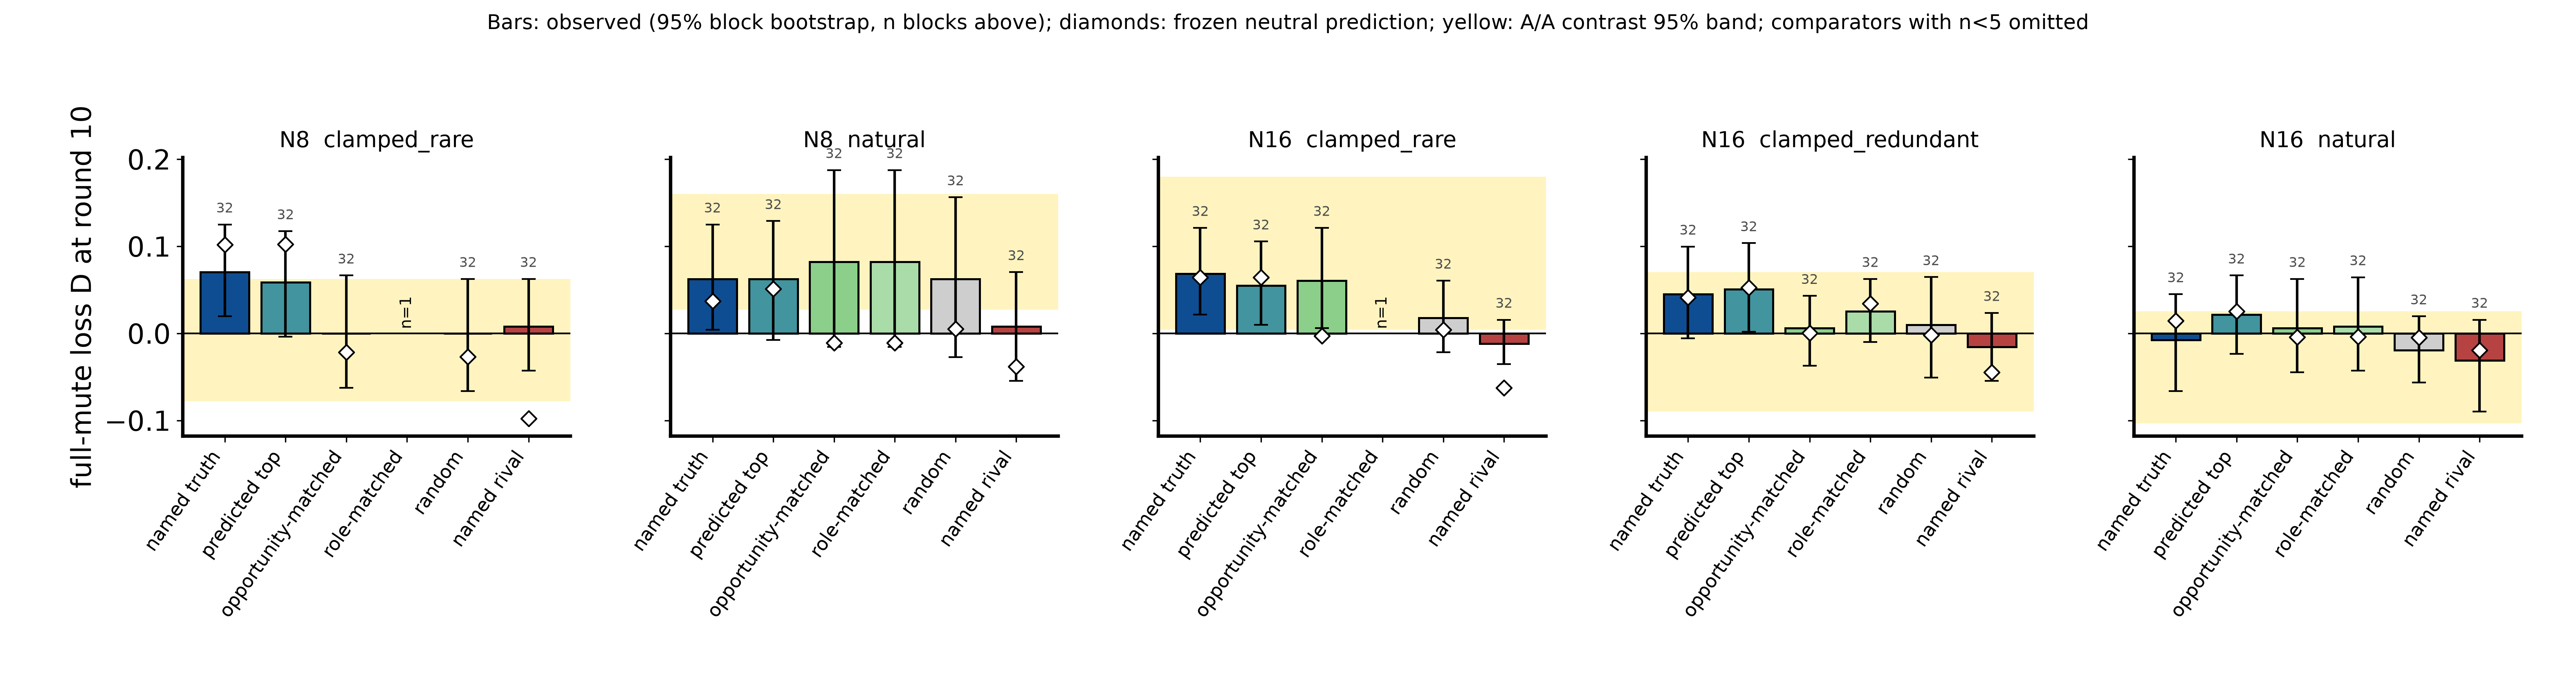 Bars: observed (95% block bootstrap, n blocks above); diamonds: frozen neutral prediction; yellow: A/A contrast 95% band; comparators with n<5 omitted
full-mute loss D at round 10
0.2
0.1
0.0
−0.1
N8 clamped_rare
32
32
32
n=1
32
32
named truth
predicted top
opportunity-matched
role-matched
random
named rival
N8 natural
32
32
32
32
32
32
named truth
predicted top
opportunity-matched
role-matched
random
named rival
N16 clamped_rare
32
32
32
n=1
32
32
named truth
predicted top
opportunity-matched
role-matched
random
named rival
N16 clamped_redundant
32
32
32
32
32
32
named truth
predicted top
opportunity-matched
role-matched
random
named rival
N16 natural
32
32
32
32
32
32
named truth
predicted top
opportunity-matched
role-matched
random
named rival